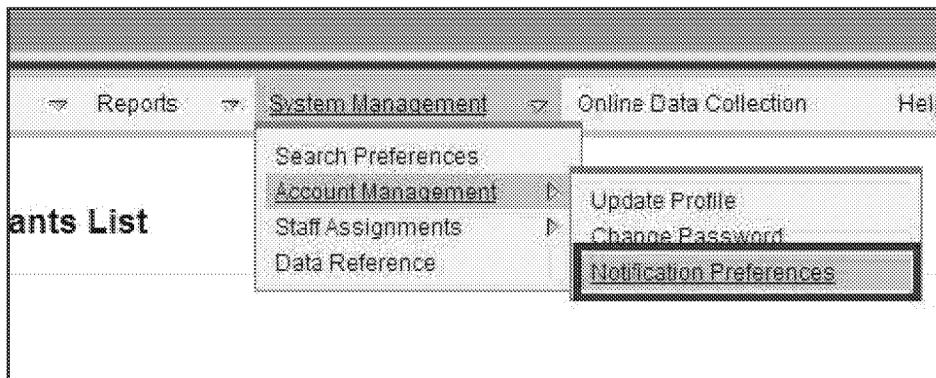 Reports System Management Online Data Collection Hel
Search Preferences
Account Management
Update Profile
ants List
Staff Assignments
Change Password
Data Reference
Notification Preferences